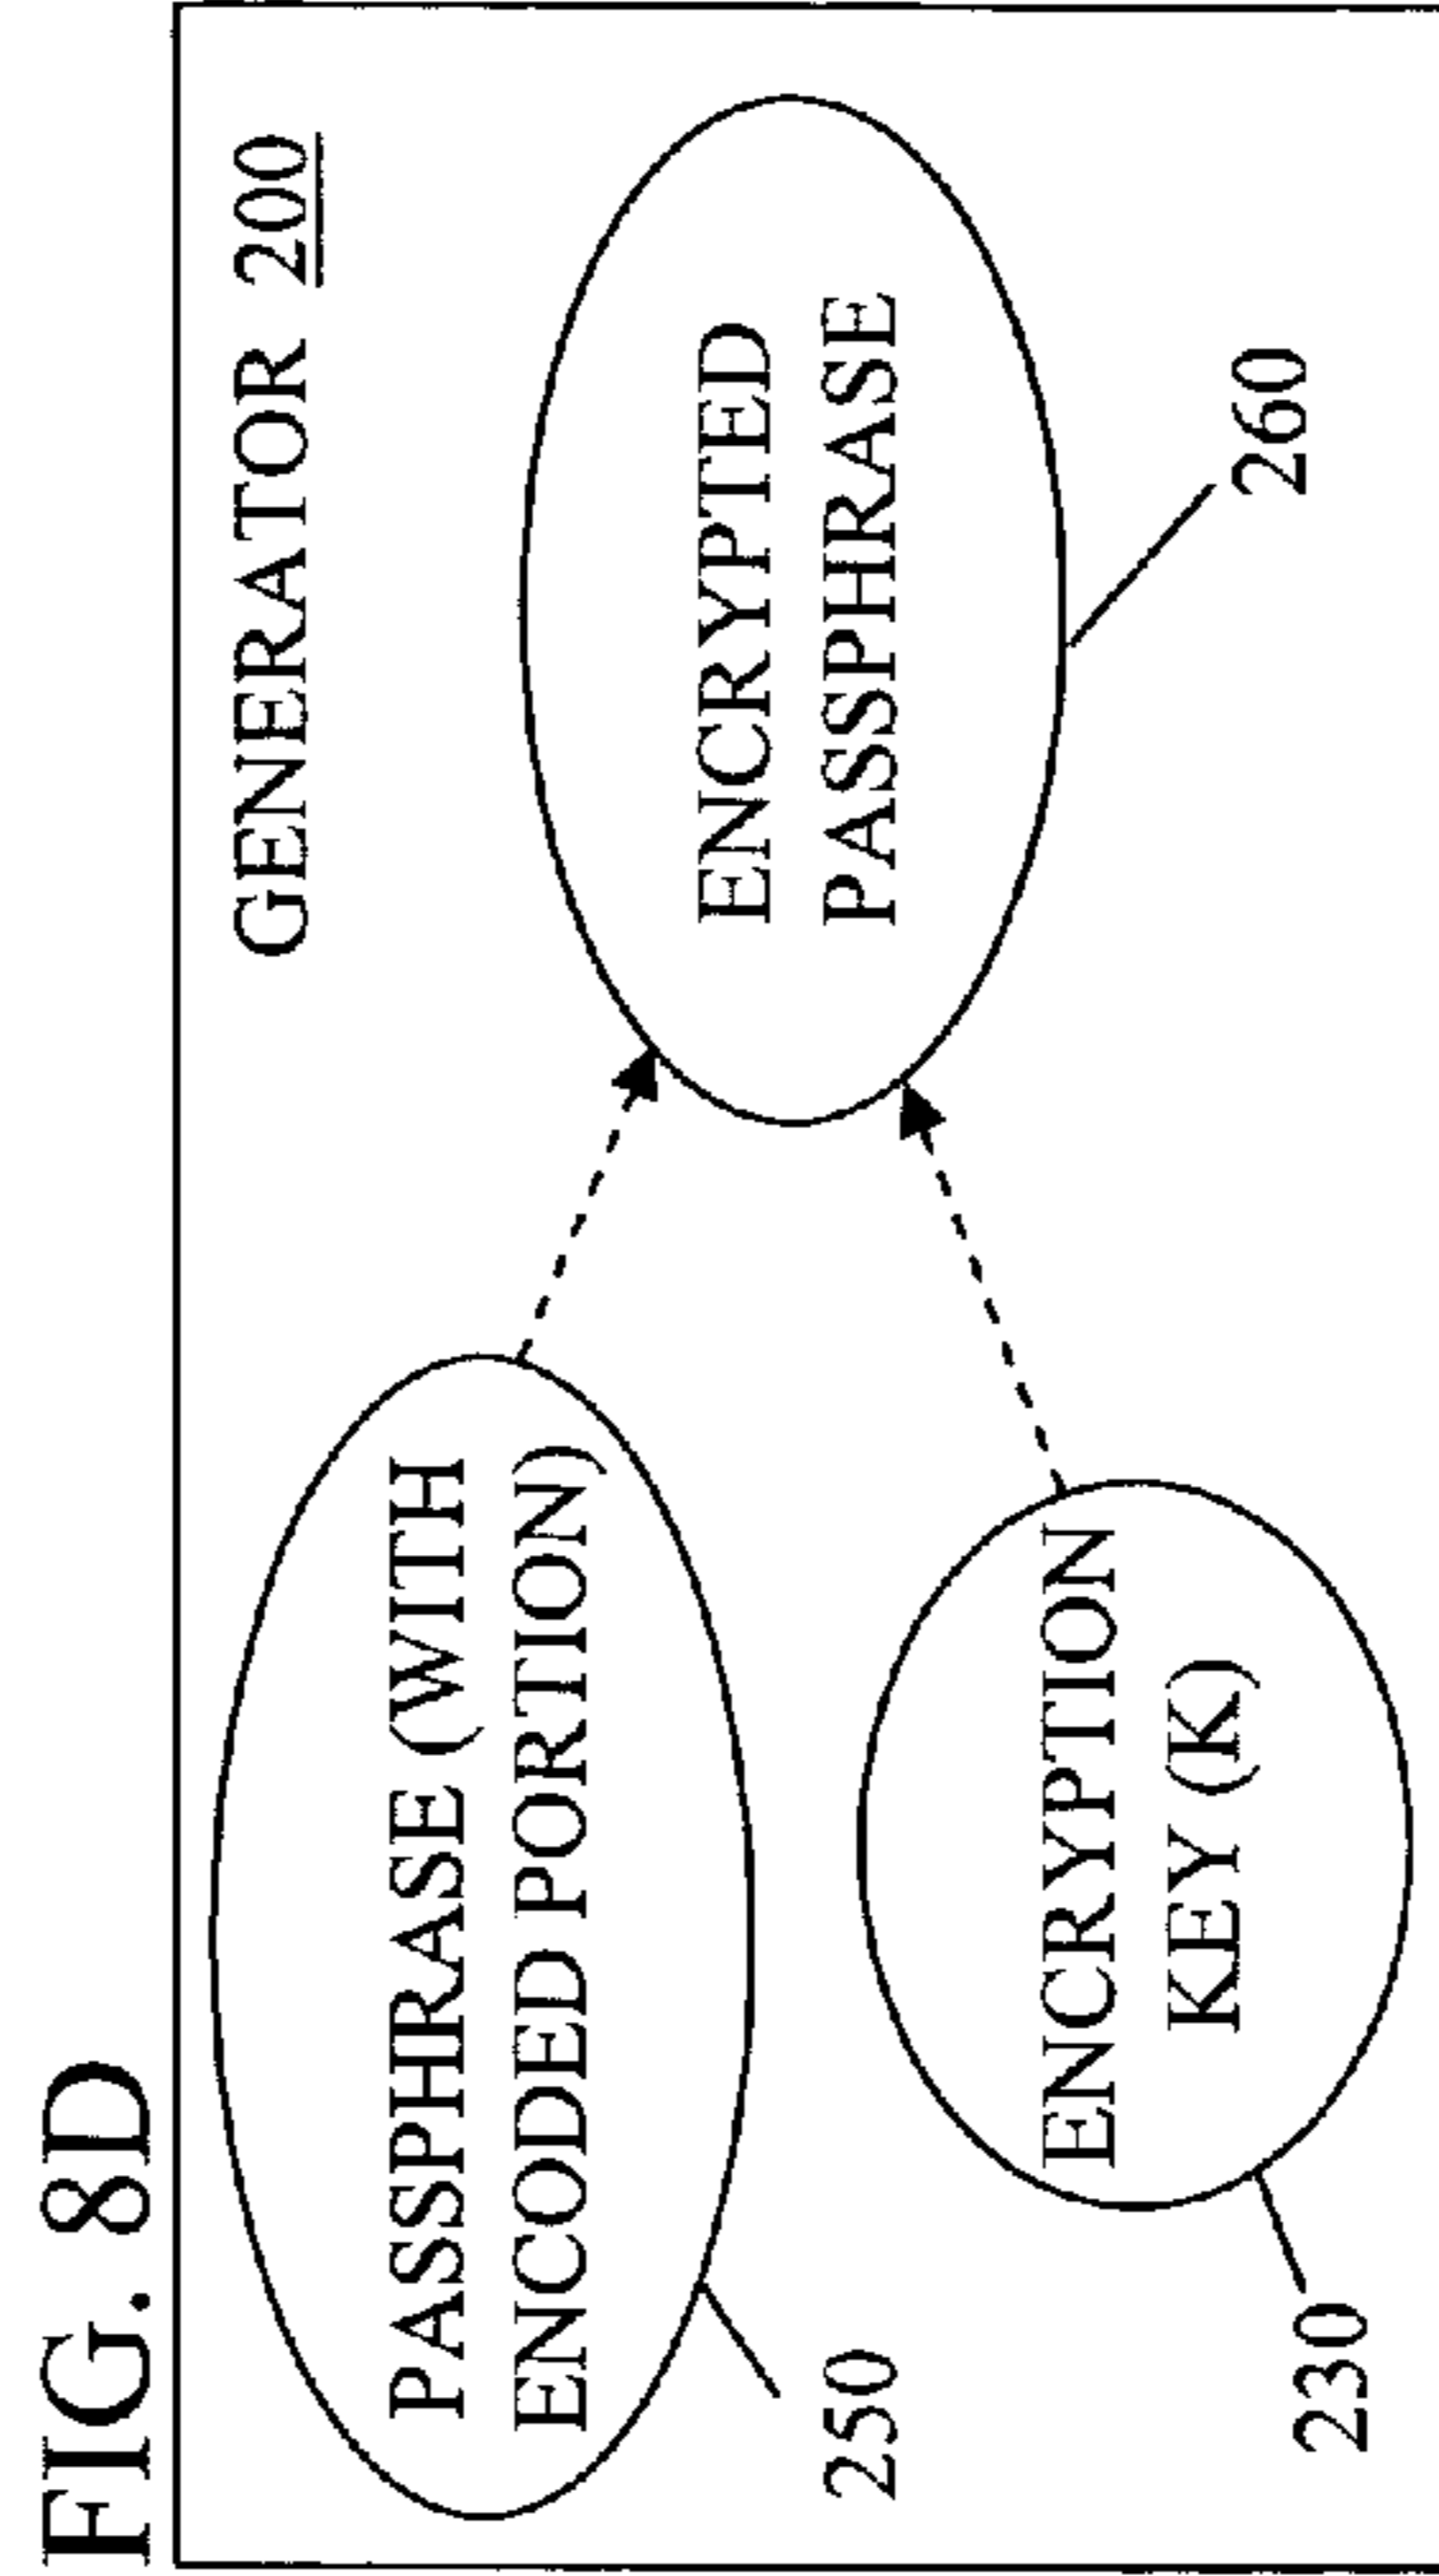 FIG. 8D
GENERATOR 200
PASSPHRASE (WITH
ENCODED PORTION)
250
ENCRYPTED
PASSPHRASE
260
ENCRYPTION
KEY (K)
230